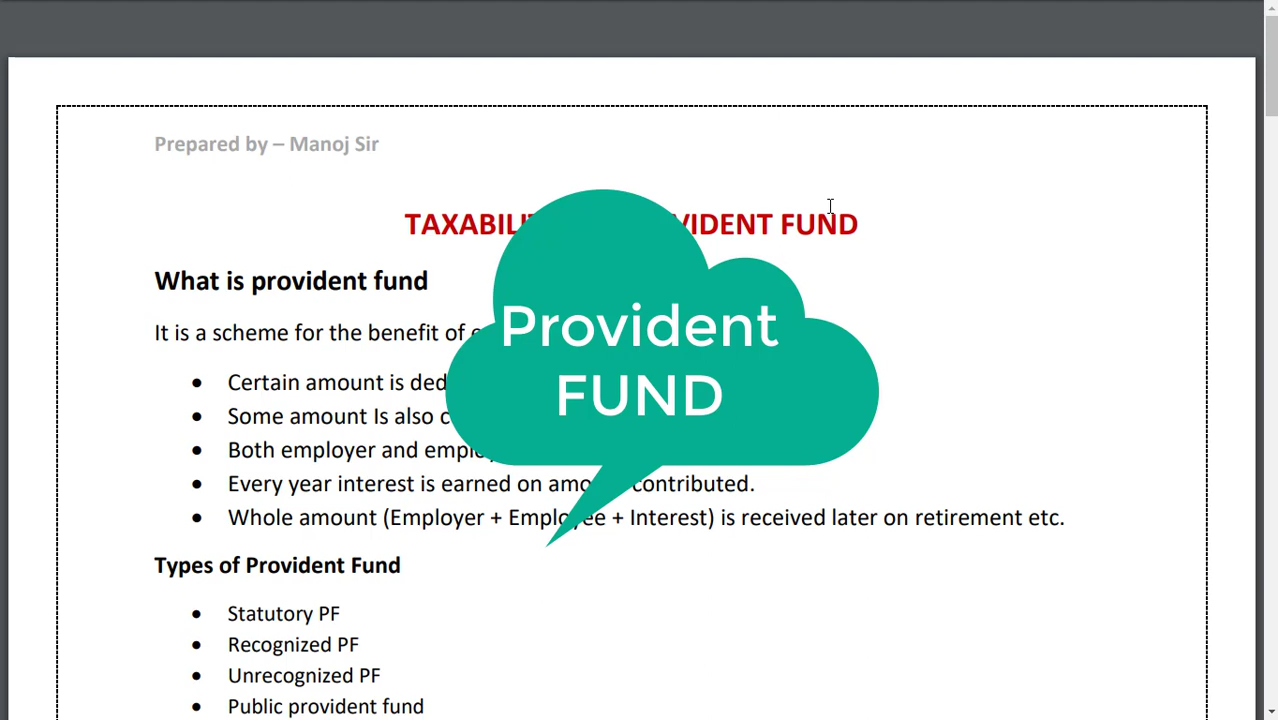 Prepared by – Manoj Sir
TAXABIL VIDENT FUND
What is provident fund
It is a scheme for the benefit of
Provident
FUND
Certain amount is ded
Some amount Is also c
Both employer and emplo
Every year interest is earned on amo contributed.
Whole amount (Employer + Employee + Interest) is received later on retirement etc.
Types of Provident Fund
Statutory PF
Recognized PF
Unrecognized PF
Public provident fund